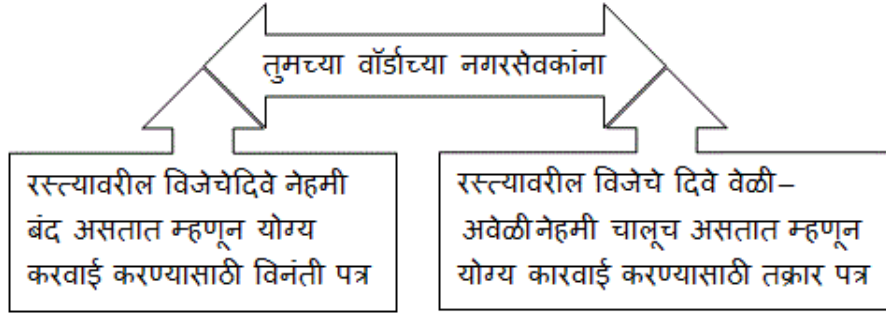 तुमच्या वॉर्डाच्या नगरसेवकांना
रस्त्यावरील विजेचेदिवे नेहमी
बंद असतात म्हणून योग्य
करवाई करण्यासाठी विनंती पत्र
रस्त्यावरील विजेचे दिवे वेळी–
अवेळी नेहमी चालूच असतात म्हणून
योग्य कारवाई करण्यासाठी तक्रार पत्र